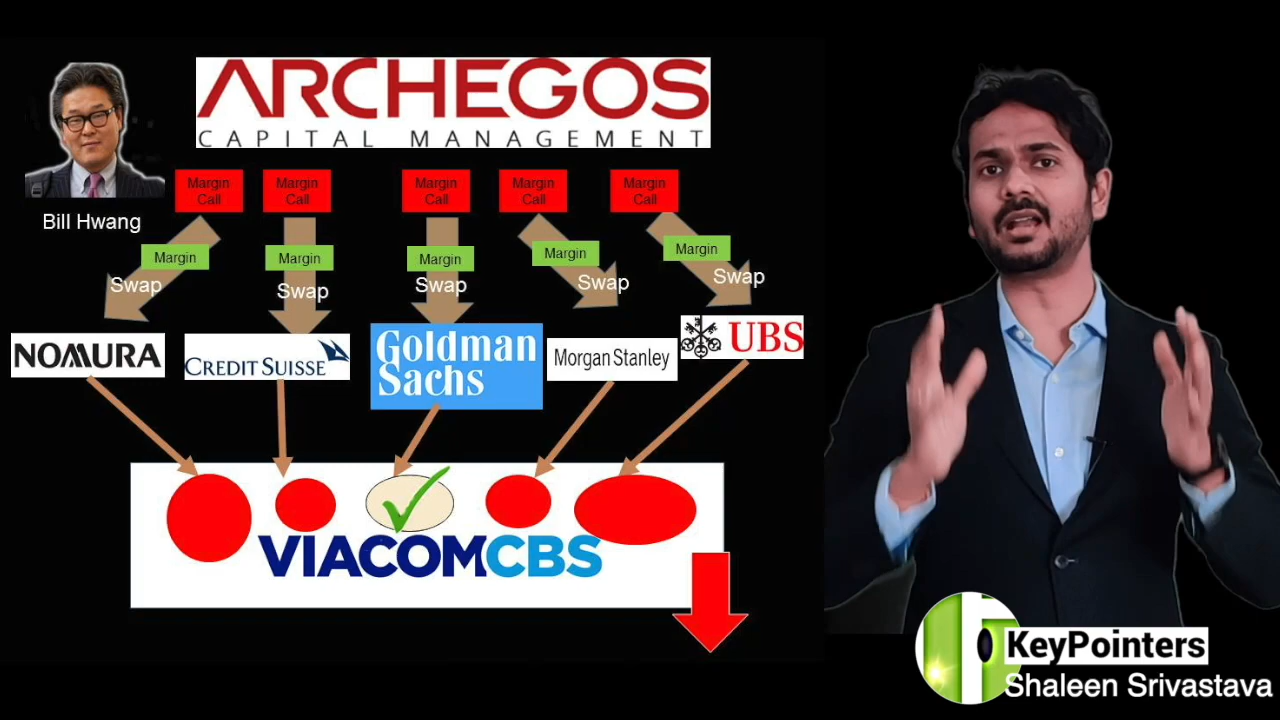 ARCHEGOS
CAPITAL MANAGEMENT
Bill Hwang
Margin
Call
Margin
Call
Margin
Call
Margin
Call
Margin
Call
Margin
Margin
Margin
Margin
Margin
Swap
Swap
Swap
Swap
Swap
NOMURA
CREDIT SUISSE
Goldman
Sachs
Morgan Stanley
UBS
VIACOMCBS
KeyPointers
Shaleen Srivastava